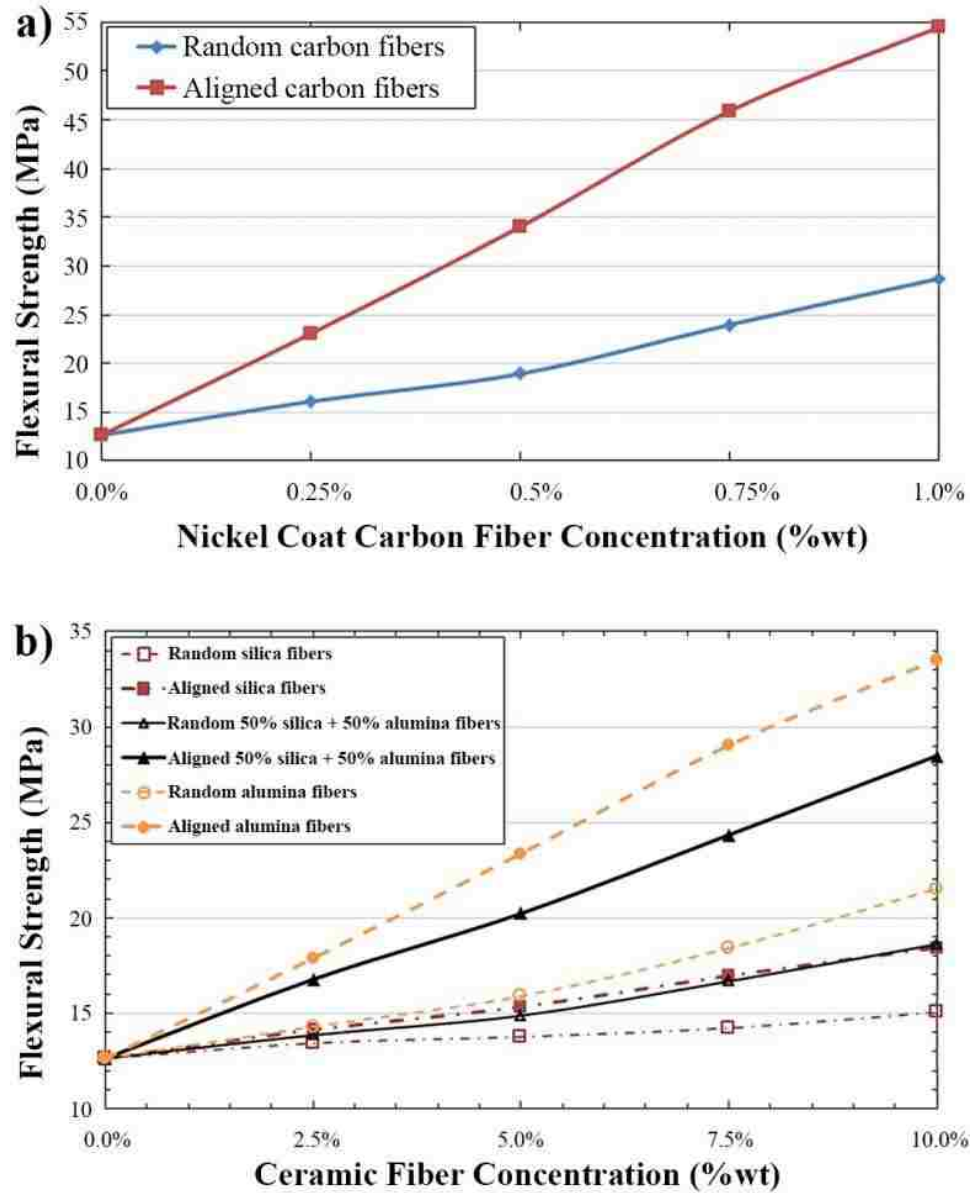 a)
Random carbon fibers
Aligned carbon fibers
55
50
45
40
35
30
25
20
15
10
Flexural Strength (MPa)
0.0% 0.25% 0.5% 0.75% 1.0%
Nickel Coat Carbon Fiber Concentration (%wt)
b)
Random silica fibers
Aligned silica fibers
Random 50% silica + 50% alumina fibers
Aligned 50% silica + 50% alumina fibers
Random alumina fibers
Aligned alumina fibers
35
30
25
20
15
10
Flexural Strength (MPa)
0.0% 2.5% 5.0% 7.5% 10.0%
Ceramic Fiber Concentration (%wt)